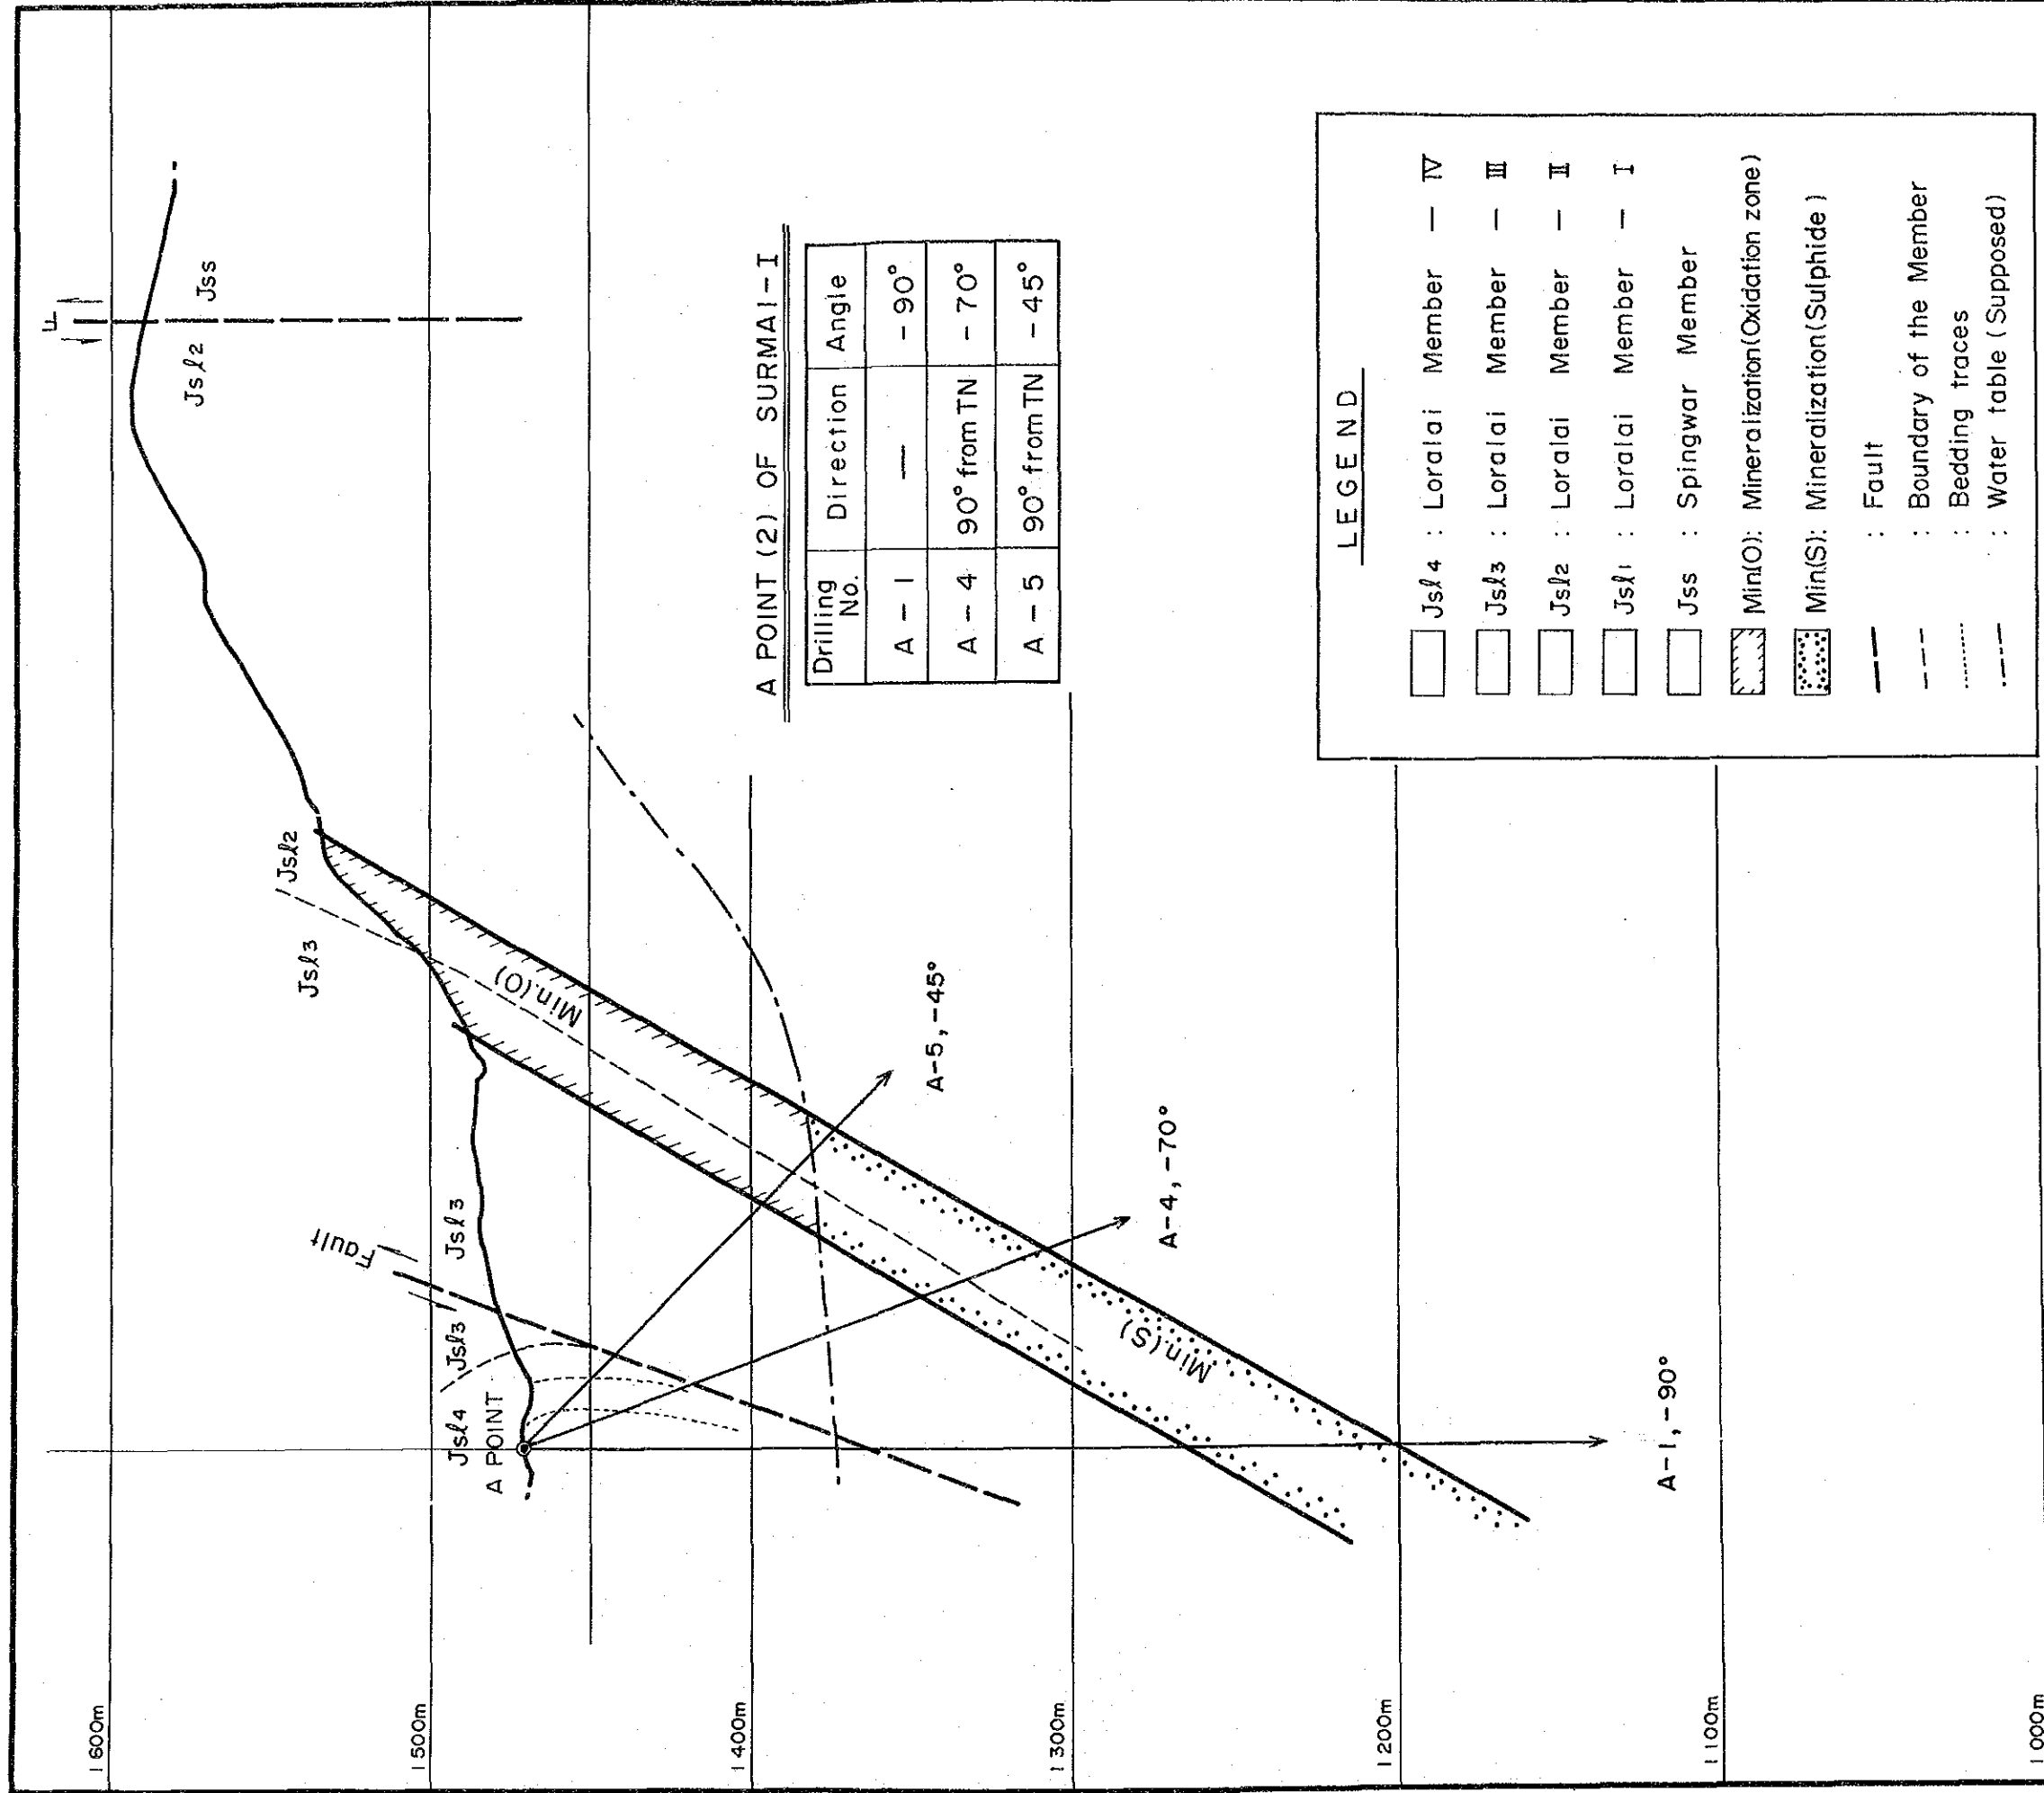 1600m
1500m
1400m
1300m
1200m
1100m
1000m
F
Jsl2
Jss
Jsl2
Jsl3
Min.(O)
Fault
Jsl3
Jsl3
Jsl4
A POINT
A-5, -45°
A-4, -70°
Min.(S)
A-1, -90°
A POINT (2) OF SURMAI-I
Drilling No. Direction Angle
A - 1 — - 90°
A - 4 90° from TN - 70°
A - 5 90° from TN - 45°
LEGEND
Jsl4 : Loralai Member — IV
Jsl3 : Loralai Member — III
Jsl2 : Loralai Member — II
Jsl1 : Loralai Member — I
Jss : Spingwar Member
Min(O): Mineralization(Oxidation zone)
Min(S): Mineralization(Sulphide)
: Fault
: Boundary of the Member
: Bedding traces
: Water table (Supposed)